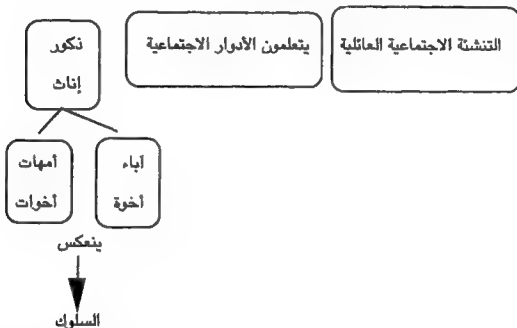 التنشئة الاجتماعية العائلية
يتعلمون الأدوار الاجتماعية
ذكور
إناث
آباء
أخوة
أمهات
أخوات
ينعكس
السلوك